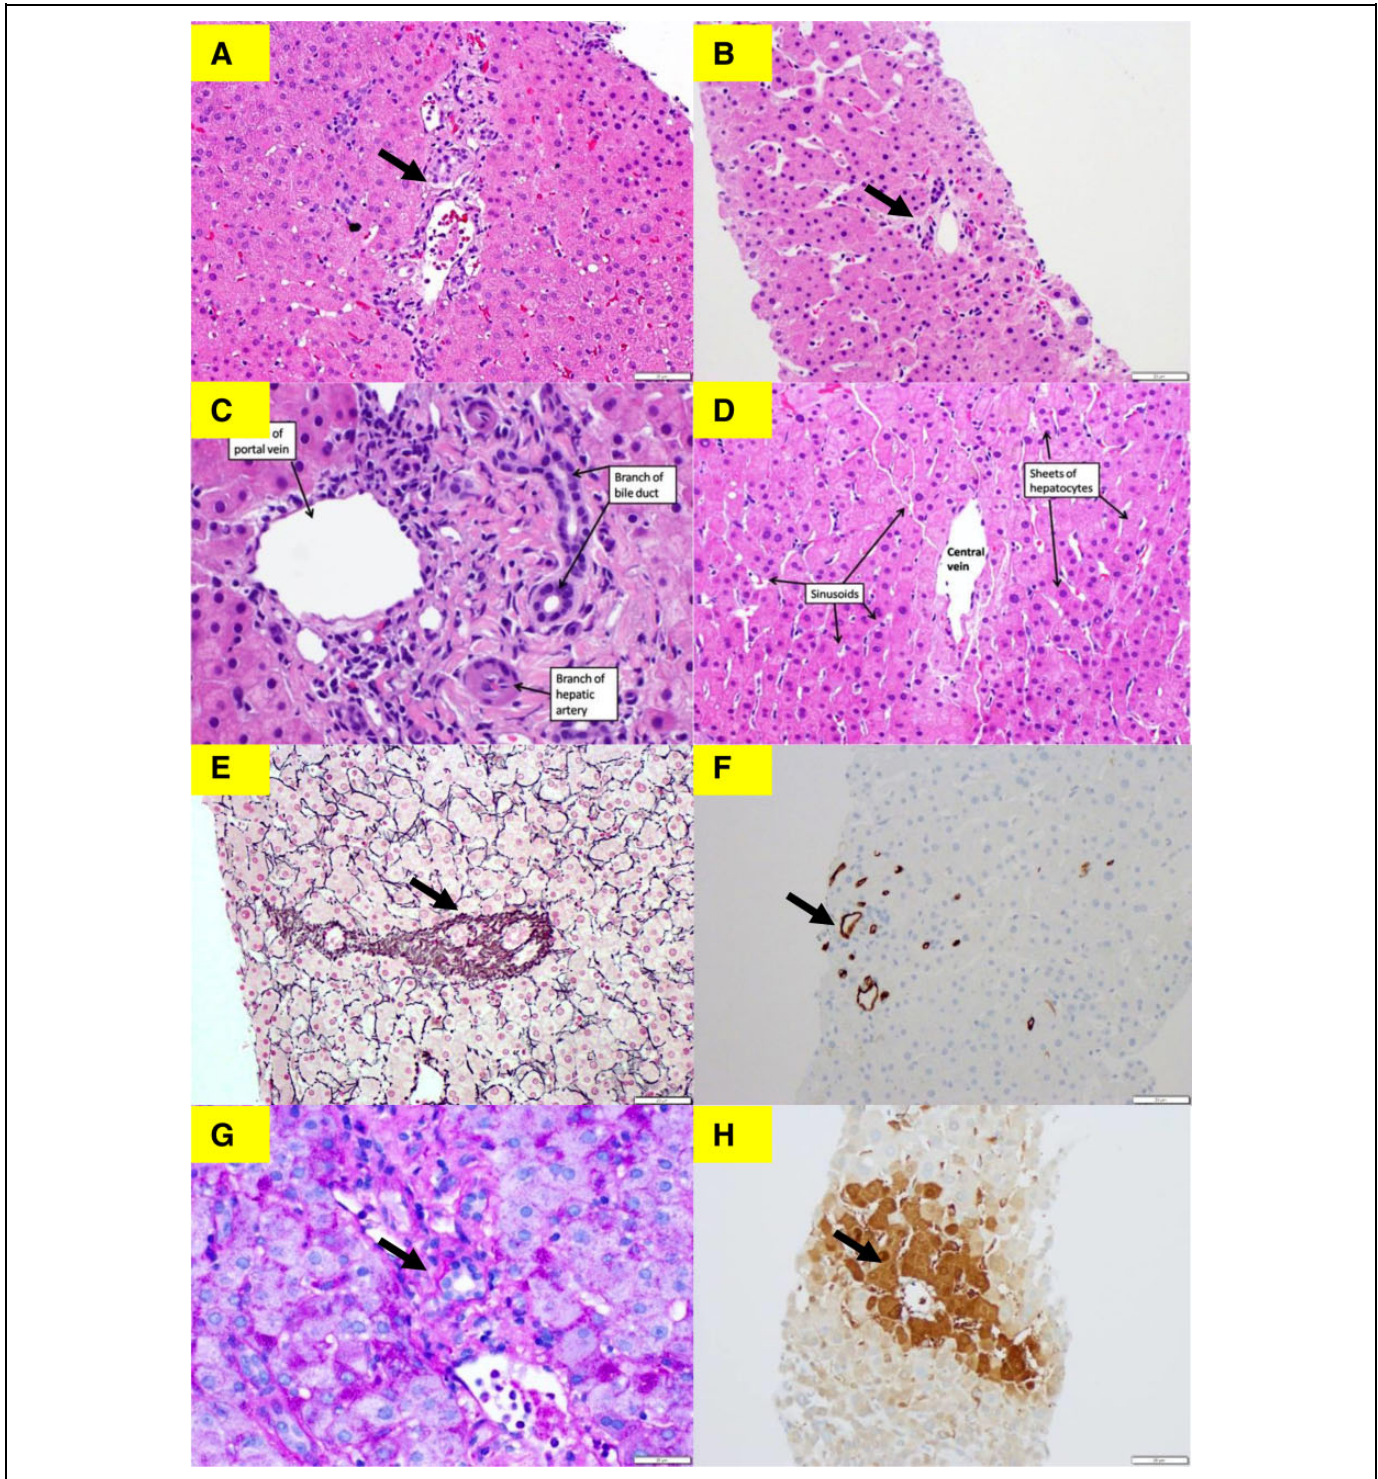 A
B
C
of
portal vein
Branch of
bile duct
Branch of
hepatic
artery
D
Sheets of
hepatocytes
Central
vein
Sinusoids
E
F
G
H